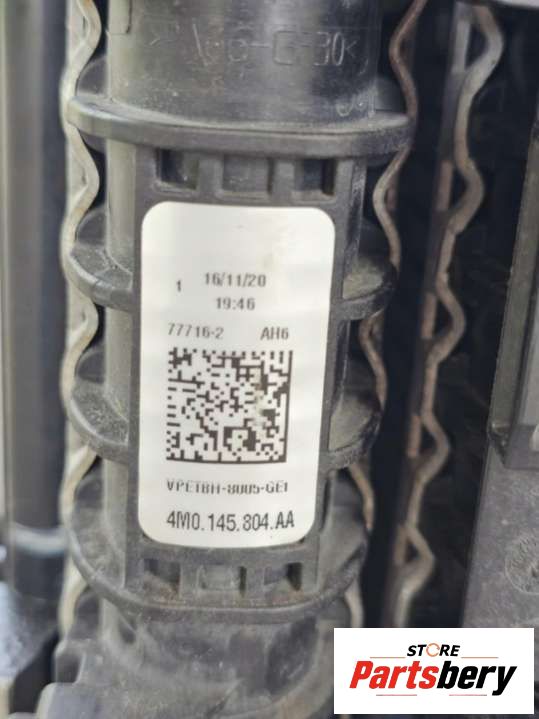 1 16/11/20
19:46
77716-2 AH6
VPETBH-8005-GE1
4M0.145.804.AA
STORE
Partsbery